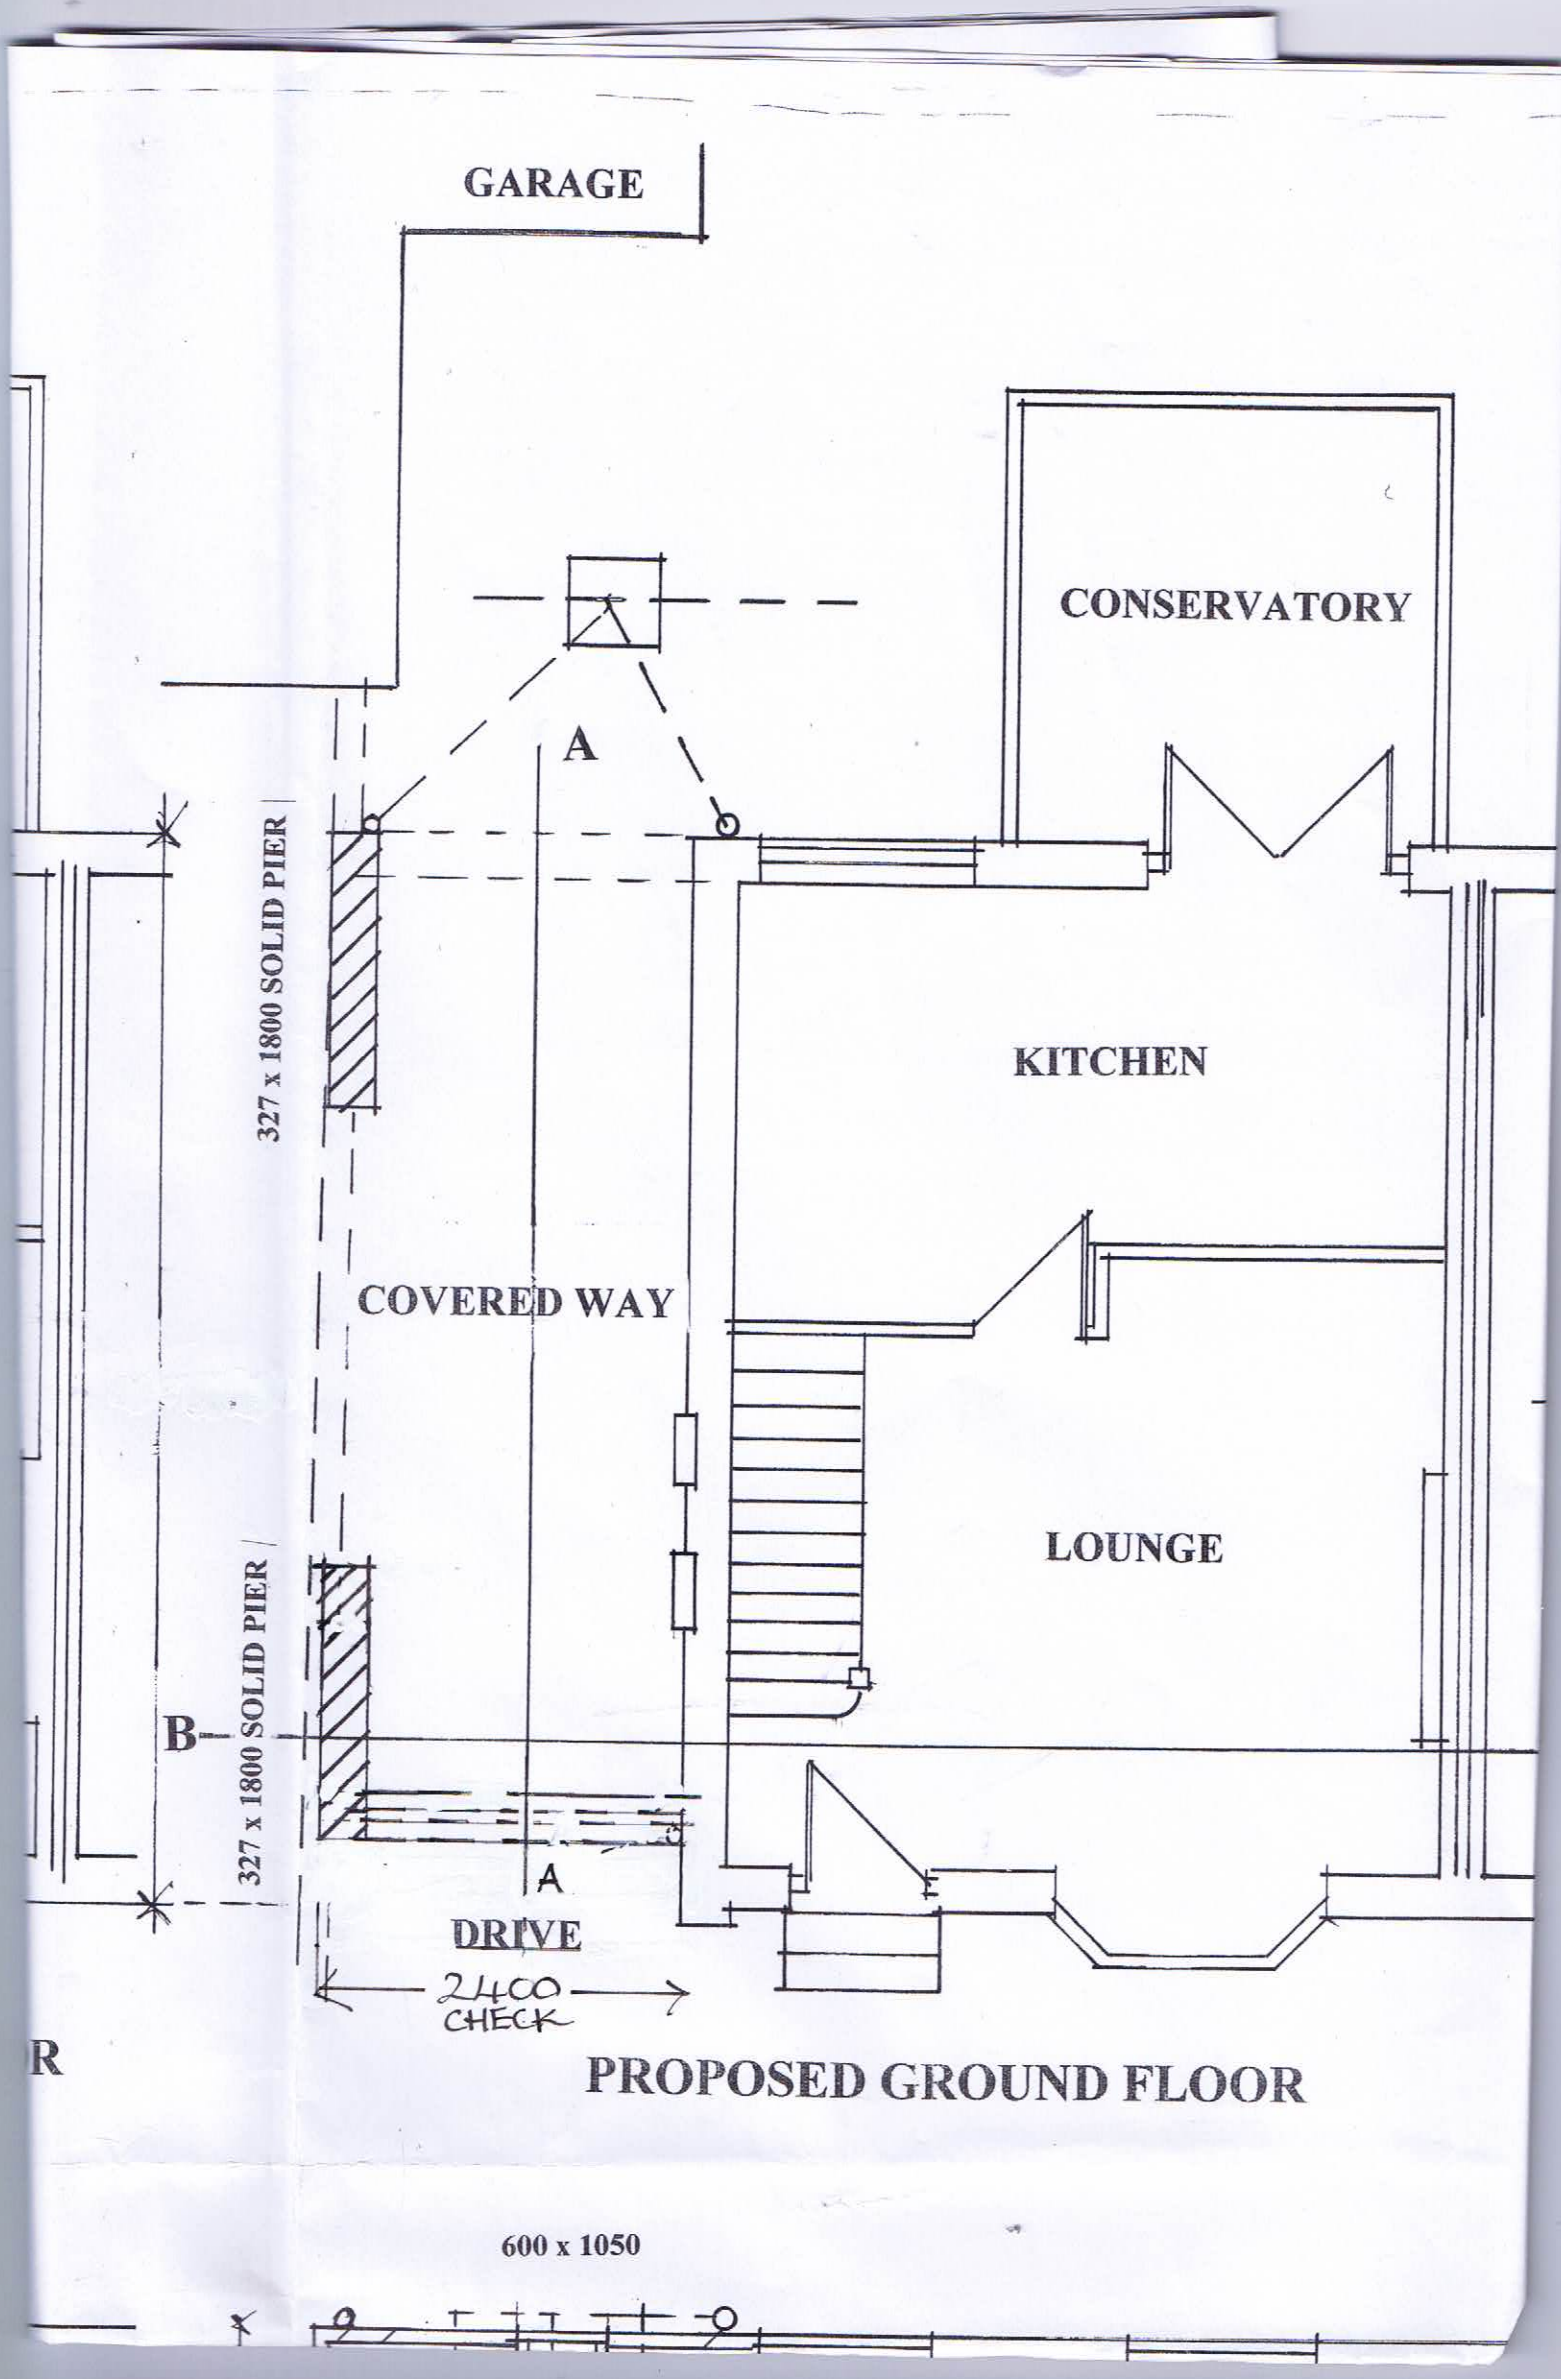 GARAGE
CONSERVATORY
A
327 x 1800 SOLID PIER
KITCHEN
COVERED WAY
LOUNGE
327 x 1800 SOLID PIER
B
A
DRIVE
2400
CHECK
R
PROPOSED GROUND FLOOR
600 x 1050